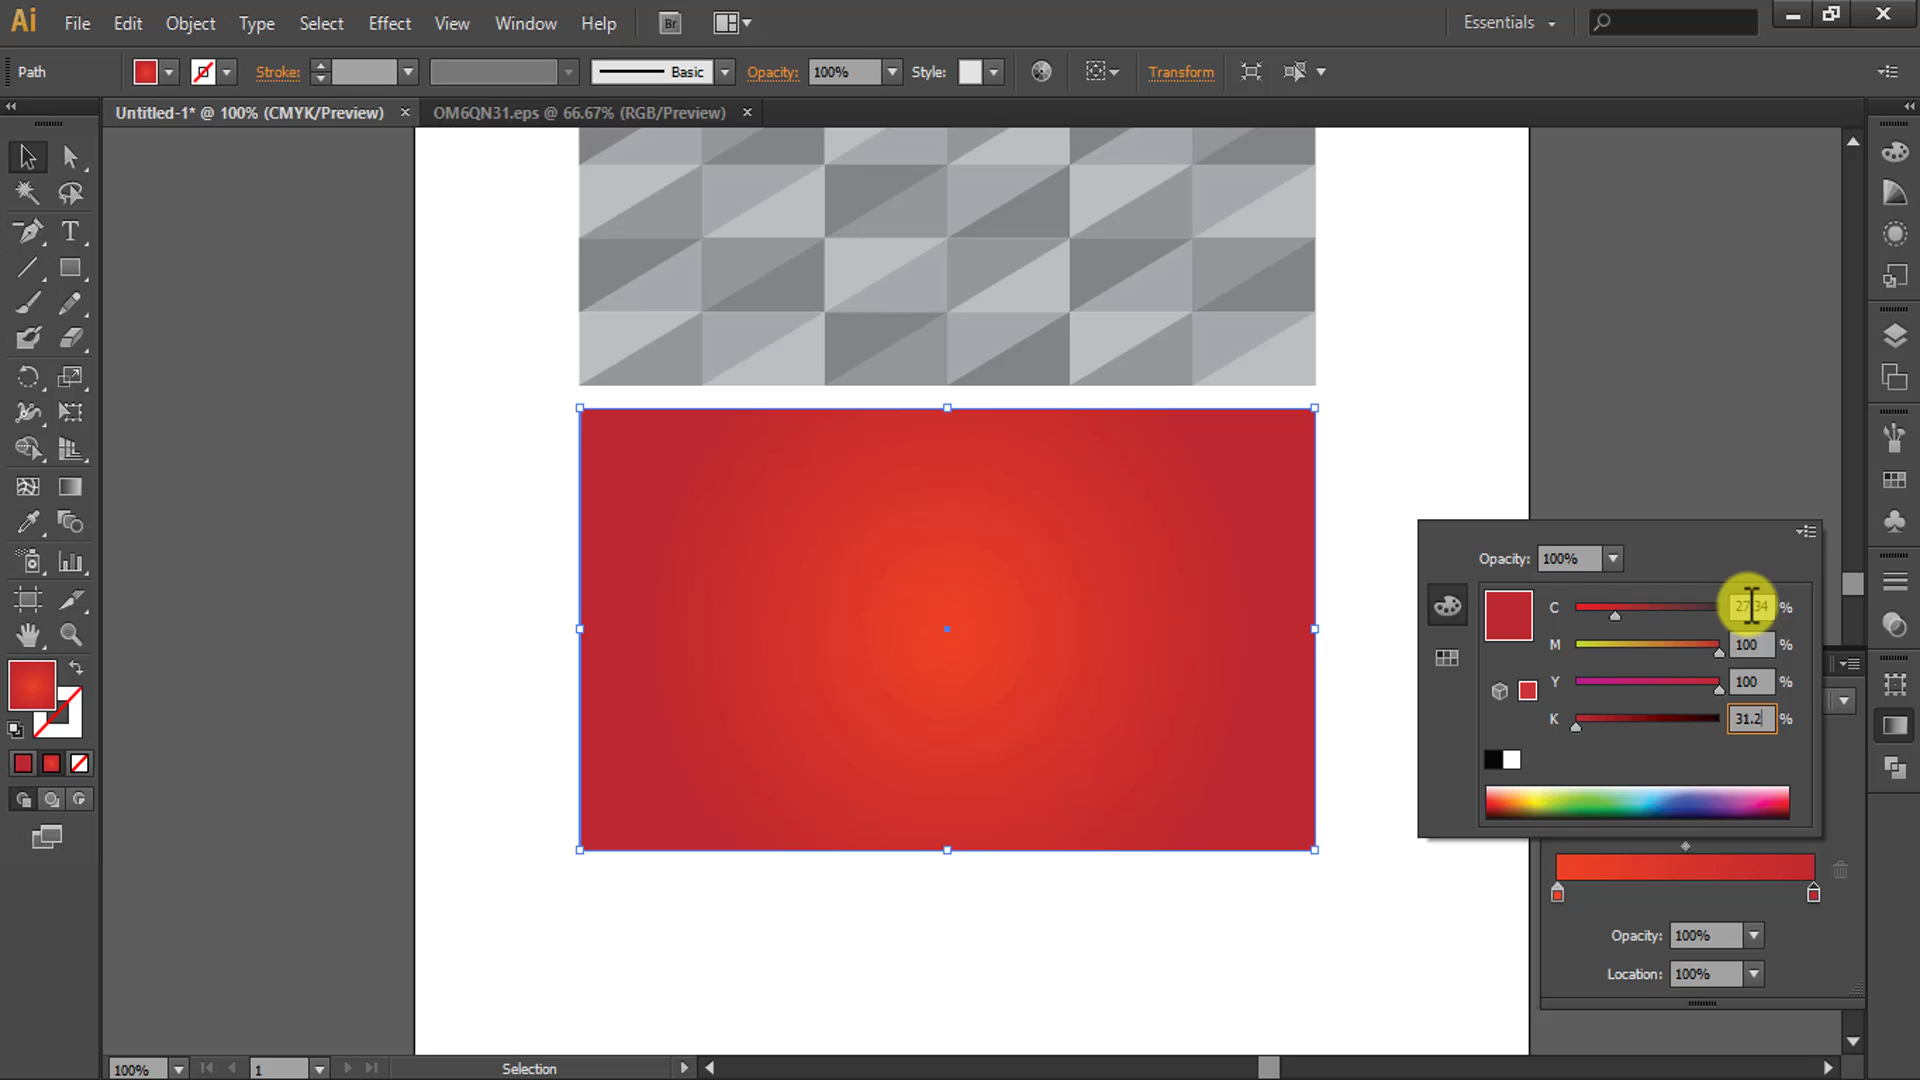 Ai File Edit Object Type Select Effect View Window Help Br Essentials
Path Stroke: Basic Opacity: 100% Style: Transform
Untitled-1* @ 100% (CMYK/Preview) × OM6QN31.eps @ 66.67% (RGB/Preview) ×
T
Opacity: 100%
C 27.34 %
M 100 %
Y 100 %
K 31.2 %
Opacity: 100%
Location: 100%
100% 1 Selection